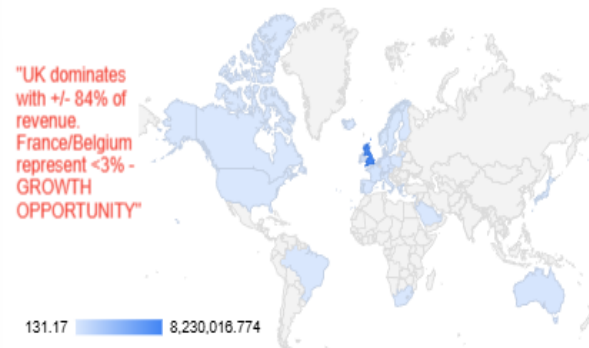 "UK dominates
with +/- 84% of
revenue.
France/Belgium
represent <3% -
GROWTH
OPPORTUNITY"
131.17 8,230,016.774